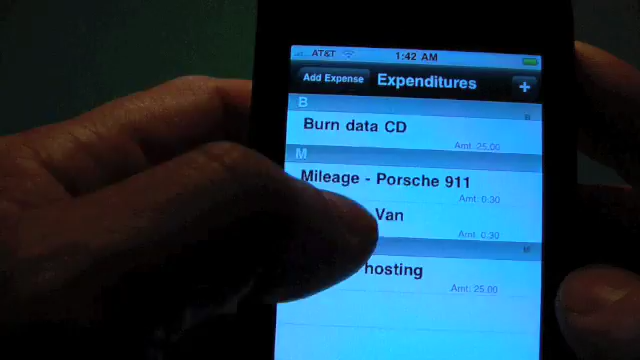 AT&T 1:42 AM
Add Expense Expenditures +
B
Burn data CD
Amt: 25.00
M
Mileage - Porsche 911
Amt: 0.30
Van
Amt: 0.30
hosting
Amt: 25.00